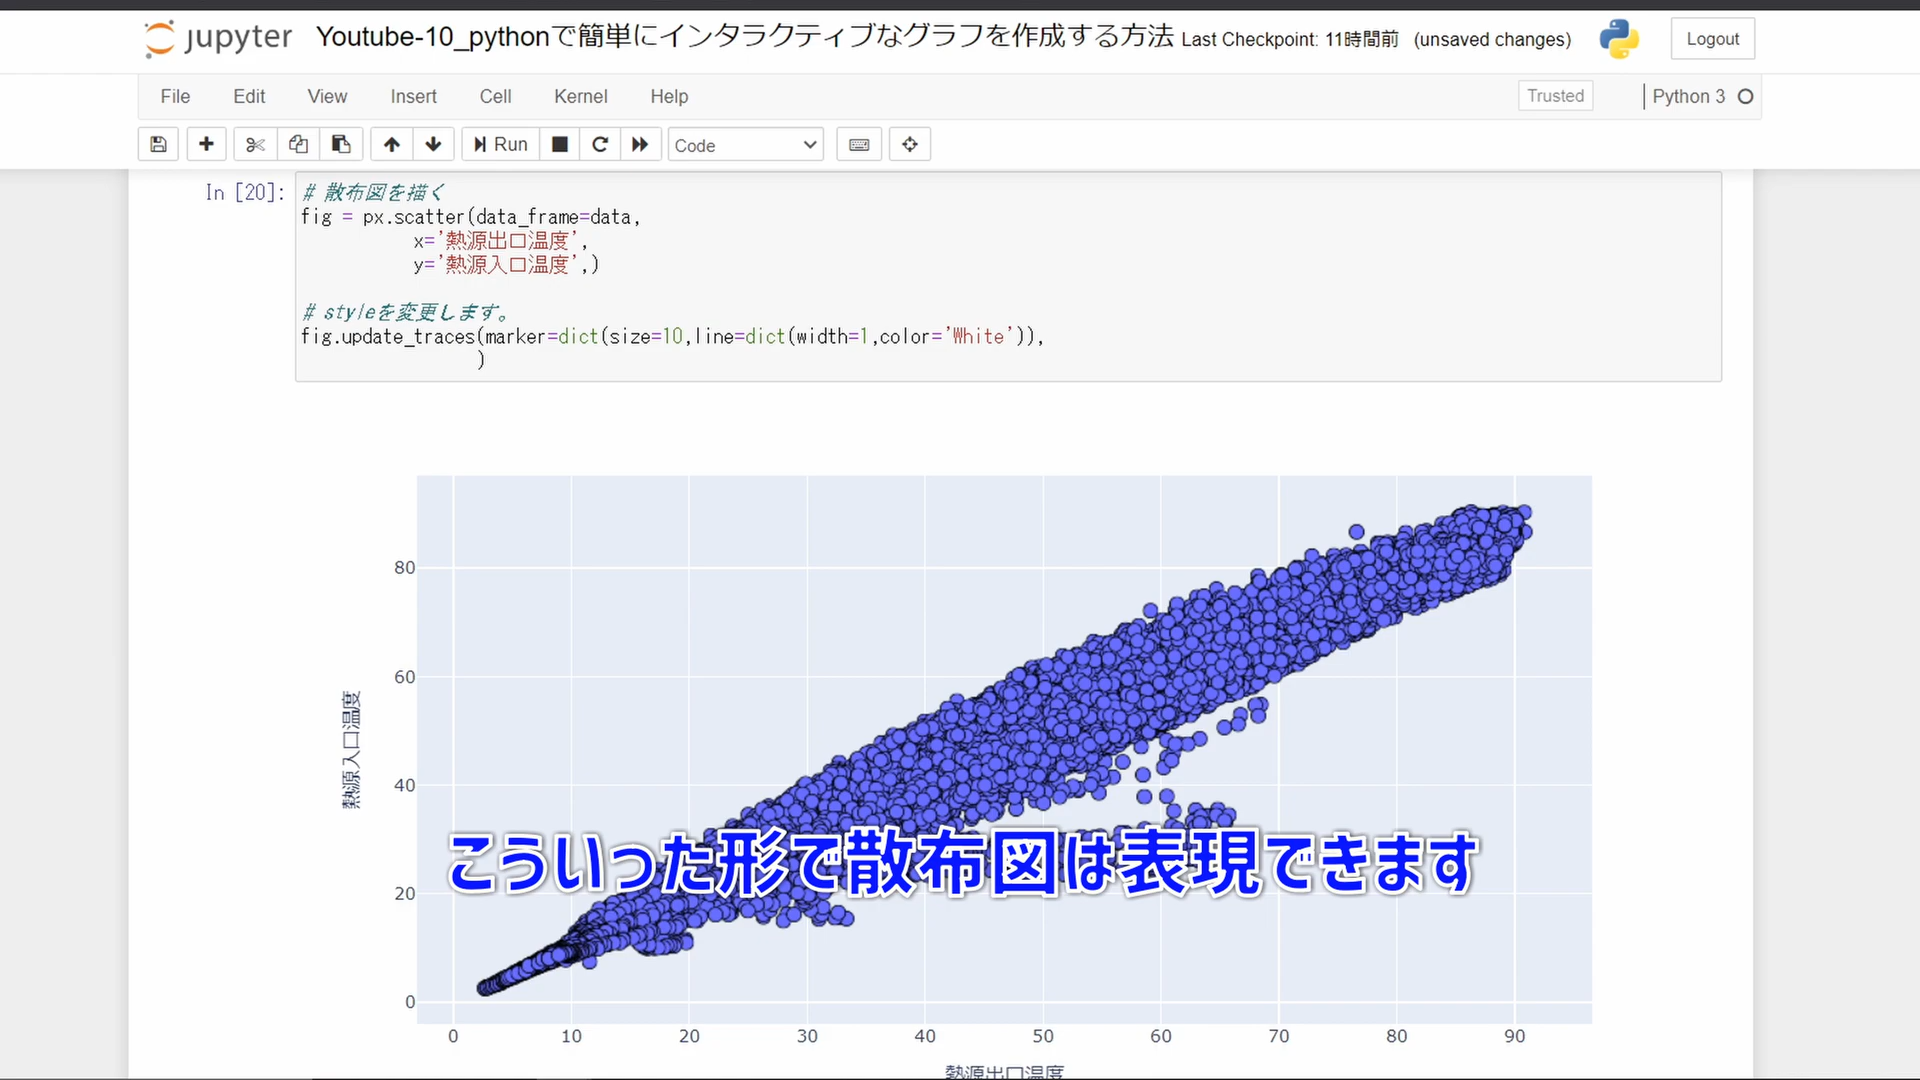 jupyter Youtube-10_pythonで簡単にインタラクティブなグラフを作成する方法 Last Checkpoint: 11時間前 (unsaved changes) Logout
File Edit View Insert Cell Kernel Help Trusted Python 3
Run Code
In [20]: # 散布図を描く
fig = px.scatter(data_frame=data,
x='熱源出口温度',
y='熱源入口温度',)
# styleを変更します。
fig.update_traces(marker=dict(size=10,line=dict(width=1,color='White')),
)
80
60
熱源入口温度
40
こういった形で散布図は表現できます
20
0
0 10 20 30 40 50 60 70 80 90
熱源出口温度